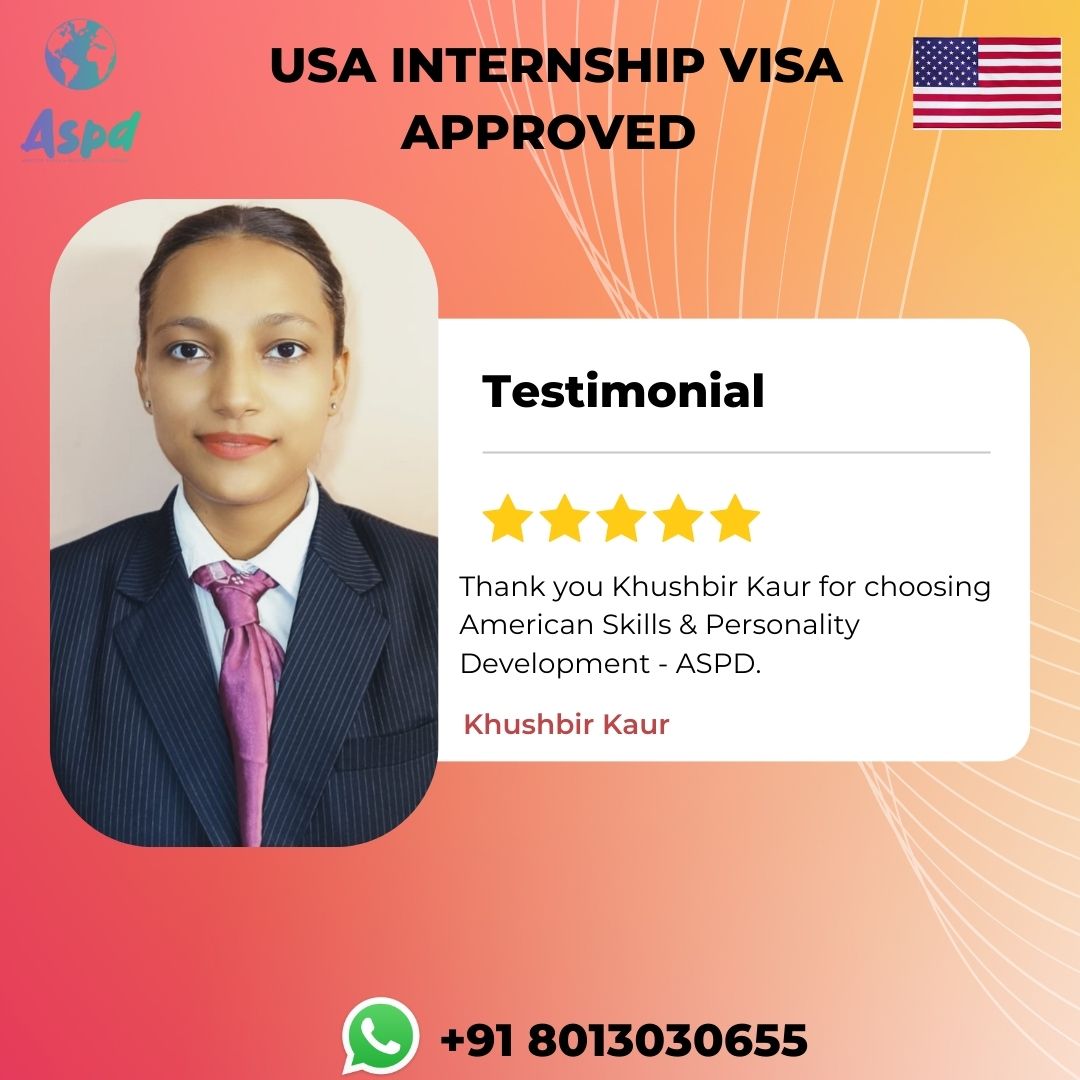 Aspd
USA INTERNSHIP VISA
APPROVED
Testimonial
Thank you Khushbir Kaur for choosing
American Skills & Personality
Development - ASPD.
Khushbir Kaur
+91 8013030655